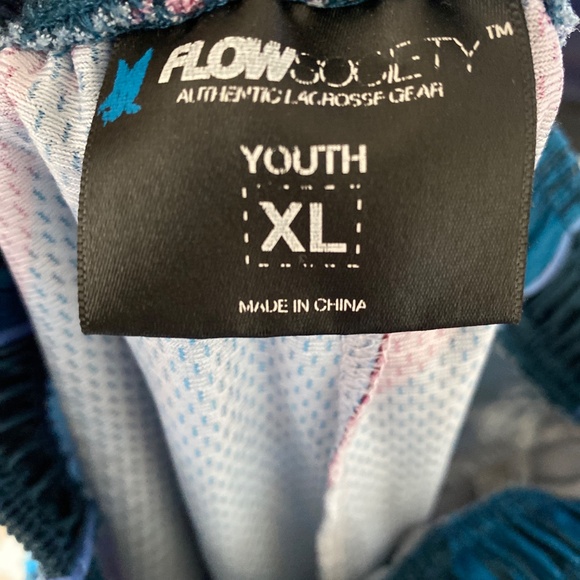 FLOWSOCIETY™
AUTHENTIC LACROSSE GEAR
YOUTH
XL
MADE IN CHINA